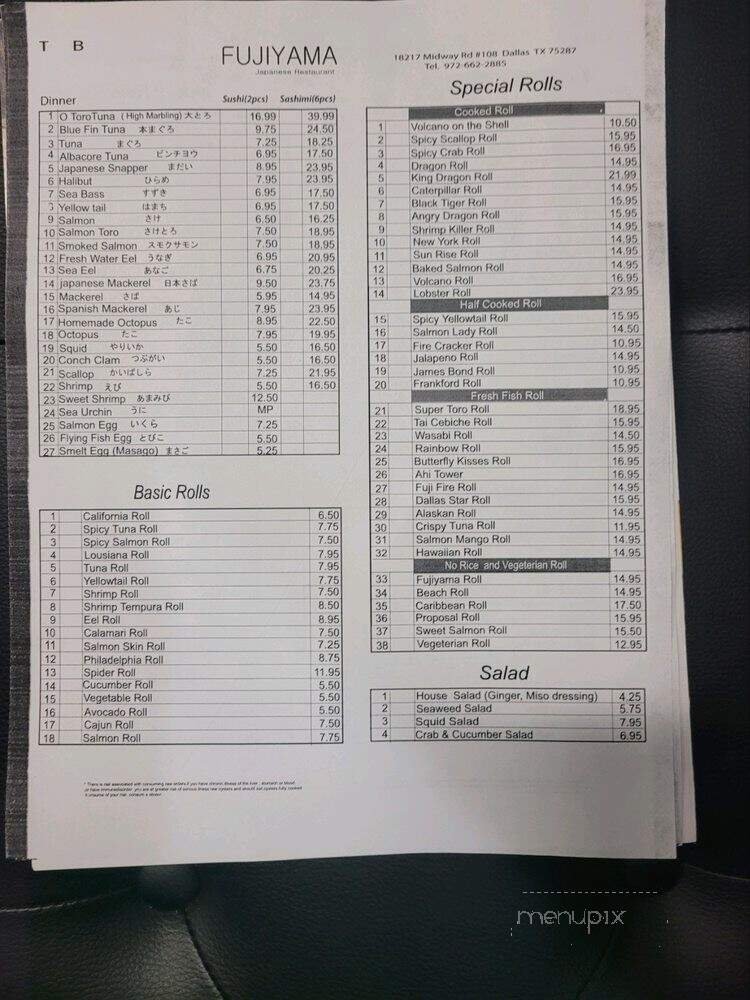 T B
FUJIYAMA
Japanese Restaurant
18217 Midway Rd #108 Dallas TX 75287
Tel. 972-662-2885
Dinner Sushi(2pcs) Sashimi(6pcs)
1 O ToroTuna (High Marbling) 大とろ 16.99 39.99
2 Blue Fin Tuna 本まぐろ 9.75 24.50
3 Tuna まぐろ 7.25 18.25
4 Albacore Tuna ビンチヨウ 6.95 17.50
5 Japanese Snapper まだい 8.95 23.95
6 Halibut ひらめ 7.95 23.95
7 Sea Bass すずき 6.95 17.50
3 Yellow tail はまち 6.95 17.50
9 Salmon さけ 6.50 16.25
10 Salmon Toro さけとろ 7.50 18.95
11 Smoked Salmon スモクサモン 7.50 18.95
12 Fresh Water Eel うなぎ 6.95 20.95
13 Sea Eel あなご 6.75 20.25
14 japanese Mackerel 日本さば 9.50 23.75
15 Mackerel さば 5.95 14.95
16 Spanish Mackerel あじ 7.95 23.95
17 Homemade Octopus たこ 8.95 22.50
18 Octopus たこ 7.95 19.95
19 Squid やりいか 5.50 16.50
20 Conch Clam つぶがい 5.50 16.50
21 Scallop かいばしら 7.25 21.95
22 Shrimp えび 5.50 16.50
23 Sweet Shrimp あまみび 12.50
24 Sea Urchin うに MP
25 Salmon Egg いくら 7.25
26 Flying Fish Egg とびこ 5.50
27 Smelt Egg (Masago) まさご 5.25
Basic Rolls
1 California Roll 6.50
2 Spicy Tuna Roll 7.75
3 Spicy Salmon Roll 7.50
4 Lousiana Roll 7.95
5 Tuna Roll 7.95
6 Yellowtail Roll 7.75
7 Shrimp Roll 7.50
8 Shrimp Tempura Roll 8.50
9 Eel Roll 8.95
10 Calamari Roll 7.50
11 Salmon Skin Roll 7.25
12 Philadelphia Roll 8.75
13 Spider Roll 11.95
14 Cucumber Roll 5.50
15 Vegetable Roll 5.50
16 Avocado Roll 5.50
17 Cajun Roll 7.50
18 Salmon Roll 7.75
Special Rolls
Cooked Roll
1 Volcano on the Shell 10.50
2 Spicy Scallop Roll 15.95
3 Spicy Crab Roll 16.95
4 Dragon Roll 14.95
5 King Dragon Roll 21.99
6 Caterpillar Roll 14.95
7 Black Tiger Roll 15.95
8 Angry Dragon Roll 15.95
9 Shrimp Killer Roll 14.95
10 New York Roll 14.95
11 Sun Rise Roll 14.95
12 Baked Salmon Roll 14.95
13 Volcano Roll 16.95
14 Lobster Roll 23.95
Half Cooked Roll
15 Spicy Yellowtail Roll 15.95
16 Salmon Lady Roll 14.50
17 Fire Cracker Roll 10.95
18 Jalapeno Roll 14.95
19 James Bond Roll 10.95
20 Frankford Roll 10.95
Fresh Fish Roll
21 Super Toro Roll 18.95
22 Tai Cebiche Roll 15.95
23 Wasabi Roll 14.50
24 Rainbow Roll 15.95
25 Butterfly Kisses Roll 16.95
26 Ahi Tower 16.95
27 Fuji Fire Roll 14.95
28 Dallas Star Roll 15.95
29 Alaskan Roll 14.95
30 Crispy Tuna Roll 11.95
31 Salmon Mango Roll 14.95
32 Hawaiian Roll 14.95
No Rice and Vegeterian Roll
33 Fujiyama Roll 14.95
34 Beach Roll 14.95
35 Caribbean Roll 17.50
36 Proposal Roll 15.95
37 Sweet Salmon Roll 15.50
38 Vegeterian Roll 12.95
Salad
1 House Salad (Ginger, Miso dressing) 4.25
2 Seaweed Salad 5.75
3 Squid Salad 7.95
4 Crab & Cucumber Salad 6.95
menupix